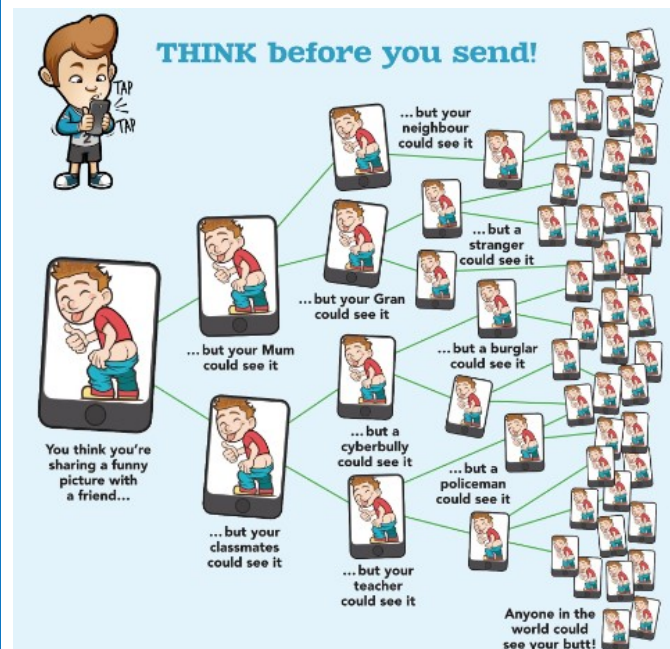 THINK before you send!
TAP
TAP
2
... but your
neighbour
could see it
... but a
stranger
could see it
... but your Gran
could see it
... but your Mum
could see it
... but a burglar
could see it
You think you're
sharing a funny
picture with
a friend...
... but a
cyberbully
could see it
... but a
policeman
could see it
... but your
classmates
could see it
... but your
teacher
could see it
Anyone in the
world could
see your butt!